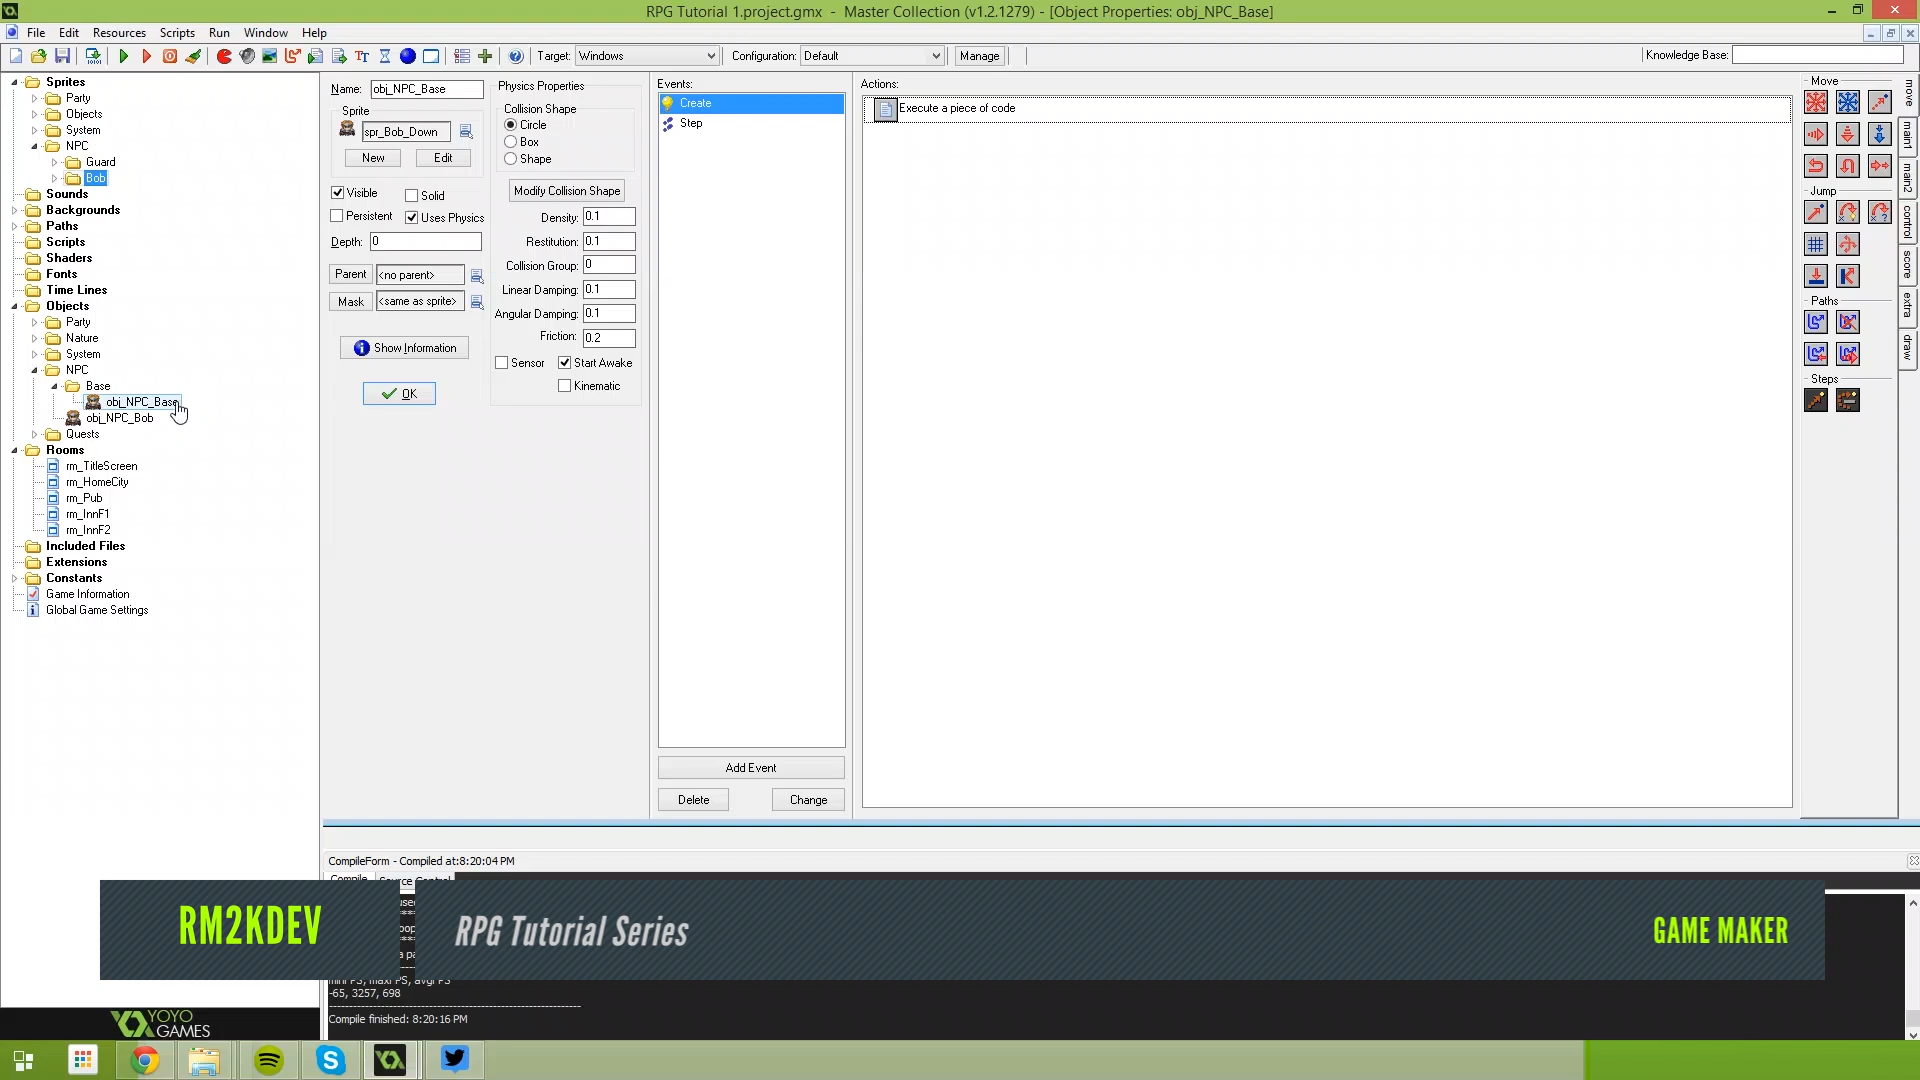 RPG Tutorial 1.project.gmx - Master Collection (v1.2.1279) - [Object Properties: obj_NPC_Base]
File Edit Resources Scripts Run Window Help
Target: Windows Configuration: Default Manage Knowledge Base:
Sprites
Party
Objects
System
NPC
Guard
Bob
Sounds
Backgrounds
Paths
Scripts
Shaders
Fonts
Time Lines
Objects
Party
Nature
System
NPC
Base
obj_NPC_Base
obj_NPC_Bob
Quests
Rooms
rm_TitleScreen
rm_HomeCity
rm_Pub
rm_InnF1
rm_InnF2
Included Files
Extensions
Constants
Game Information
Global Game Settings
Name: obj_NPC_Base
Sprite
spr_Bob_Down
New Edit
Visible Solid
Persistent Uses Physics
Depth: 0
Parent <no parent>
Mask <same as sprite>
Show Information
OK
Physics Properties
Collision Shape
Circle
Box
Shape
Modify Collision Shape
Density: 0.1
Restitution: 0.1
Collision Group: 0
Linear Damping: 0.1
Angular Damping: 0.1
Friction: 0.2
Sensor Start Awake
Kinematic
Events:
Create
Step
Add Event
Delete Change
Actions:
Execute a piece of code
Move
Jump
Paths
Steps
move
main1
main2
control
score
extra
draw
CompileForm - Compiled at:8:20:04 PM
Compile Source Control
RM2KDEV
RPG Tutorial Series
GAME MAKER
-65, 3257, 698
Compile finished: 8:20:16 PM
YOYO
GAMES